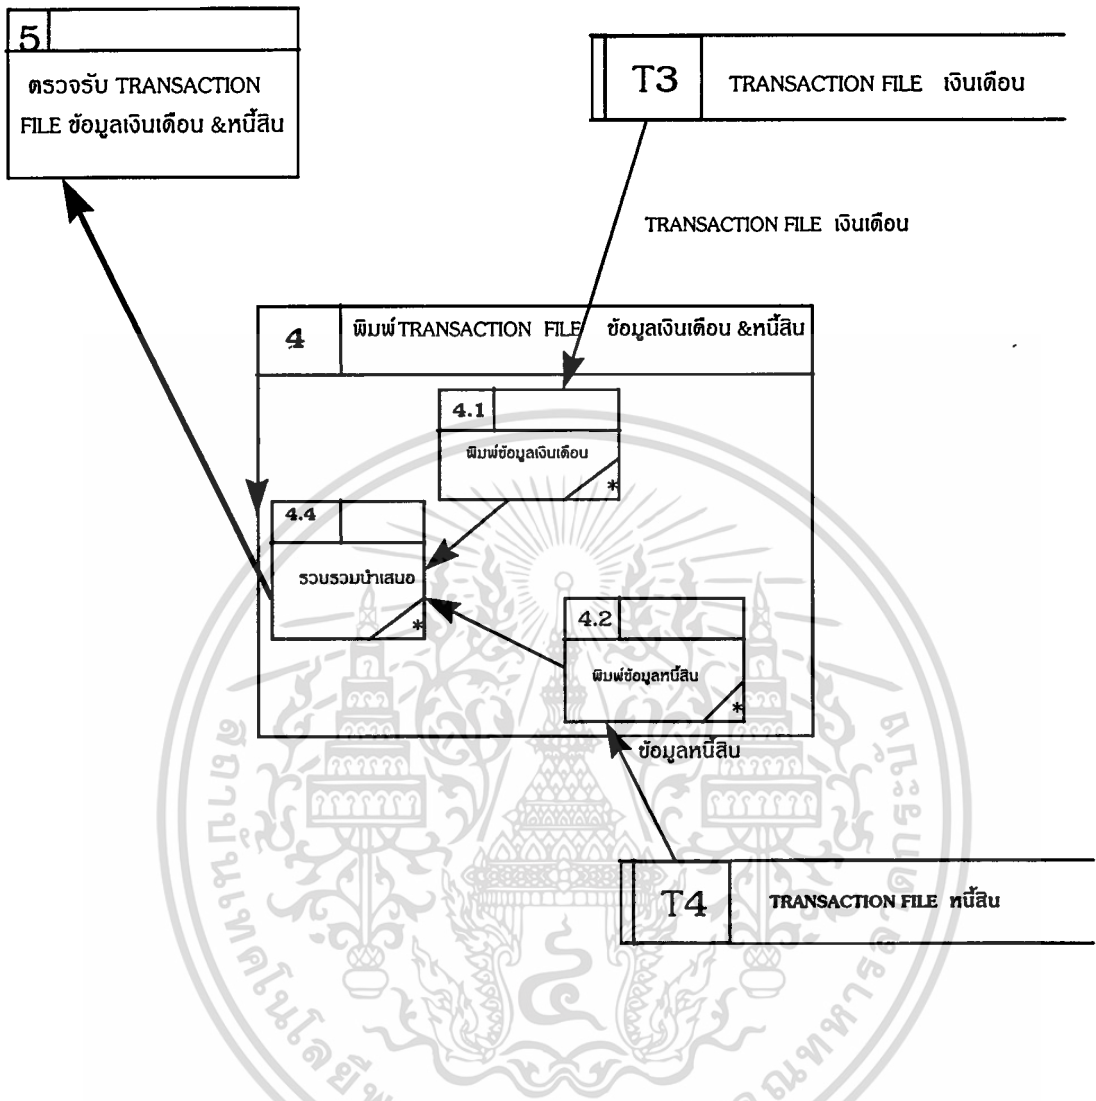 5
ตรวจรับ TRANSACTION
FILE ข้อมูลเงินเดือน &หนี้สิน
T3
TRANSACTION FILE เงินเดือน
TRANSACTION FILE เงินเดือน
4
พิมพ์ TRANSACTION FILE ข้อมูลเงินเดือน &หนี้สิน
4.1
พิมพ์ข้อมูลเงินเดือน
*
4.4
รวบรวมนำเสนอ
*
4.2
พิมพ์ข้อมูลหนี้สิน
*
ข้อมูลหนี้สิน
T4
TRANSACTION FILE หนี้สิน